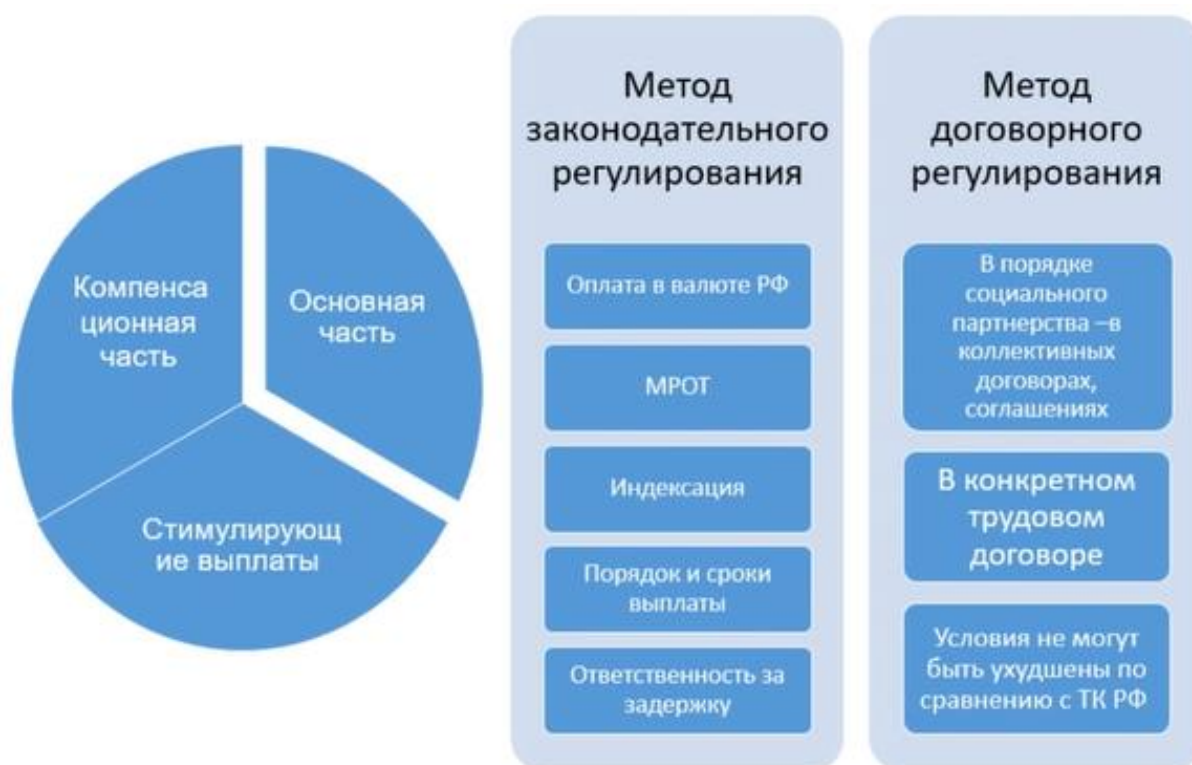 Компенса
ционная
часть
Основная
часть
Стимулирующ
ие выплаты
Метод
законодательного
регулирования
Оплата в валюте РФ
МРОТ
Индексация
Порядок и сроки
выплаты
Ответственность за
задержку
Метод
договорного
регулирования
В порядке
социального
партнерства –в
коллективных
договорах,
соглашениях
В конкретном
трудовом
договоре
Условия не могут
быть ухудшены по
сравнению с ТК РФ